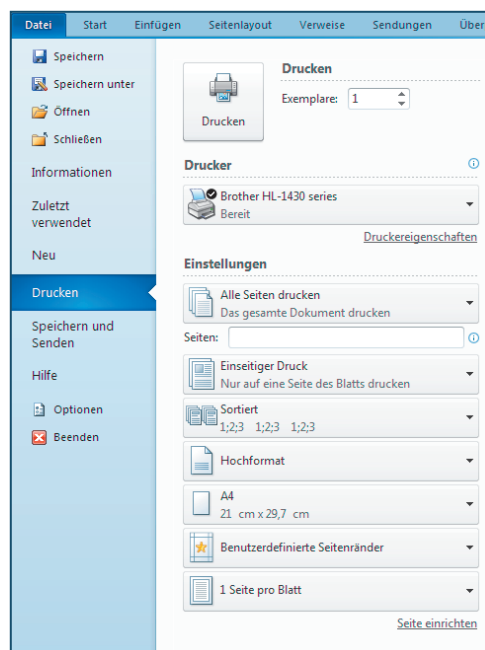 Datei Start Einfügen Seitenlayout Verweise Sendungen Über
Speichern
Speichern unter
Öffnen
Schließen
Informationen
Zuletzt
verwendet
Neu
Drucken
Speichern und
Senden
Hilfe
Optionen
Beenden
Drucken
Drucken
Exemplare: 1
Drucker
Brother HL-1430 series
Bereit
Druckereigenschaften
Einstellungen
Alle Seiten drucken
Das gesamte Dokument drucken
Seiten:
Einseitiger Druck
Nur auf eine Seite des Blatts drucken
Sortiert
1;2;3 1;2;3 1;2;3
Hochformat
A4
21 cm x 29,7 cm
Benutzerdefinierte Seitenränder
1 Seite pro Blatt
Seite einrichten